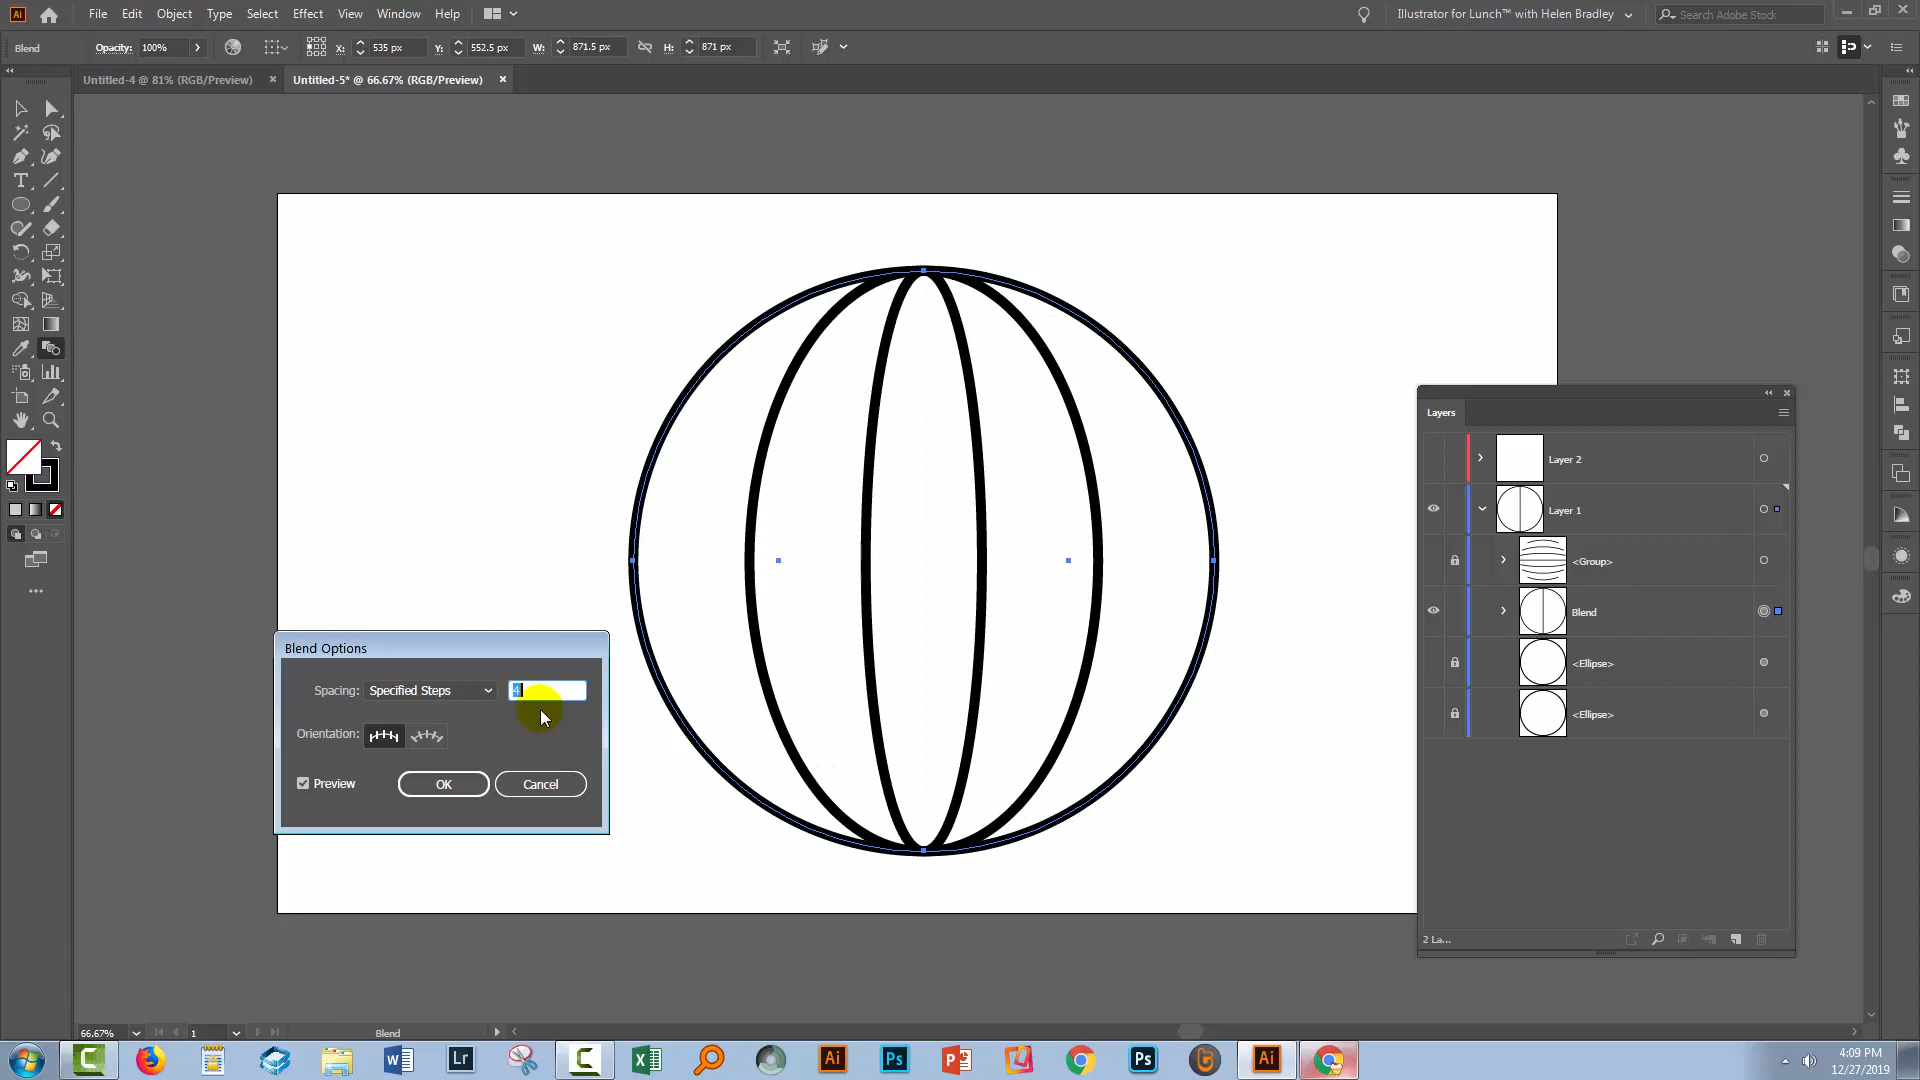 File Edit Object Type Select Effect View Window Help
Illustrator for Lunch™ with Helen Bradley
Search Adobe Stock
Blend Opacity: 100% X: 535 px Y: 552.5 px W: 871.5 px H: 871 px
Untitled-4 @ 81% (RGB/Preview) Untitled-5* @ 66.67% (RGB/Preview)
Layers
Layer 2
Layer 1
<Group>
Blend
<Ellipse>
<Ellipse>
Blend Options
Spacing: Specified Steps 4
Orientation:
Preview OK Cancel
2 La...
66.67% 1 Blend
4:09 PM
12/27/2019